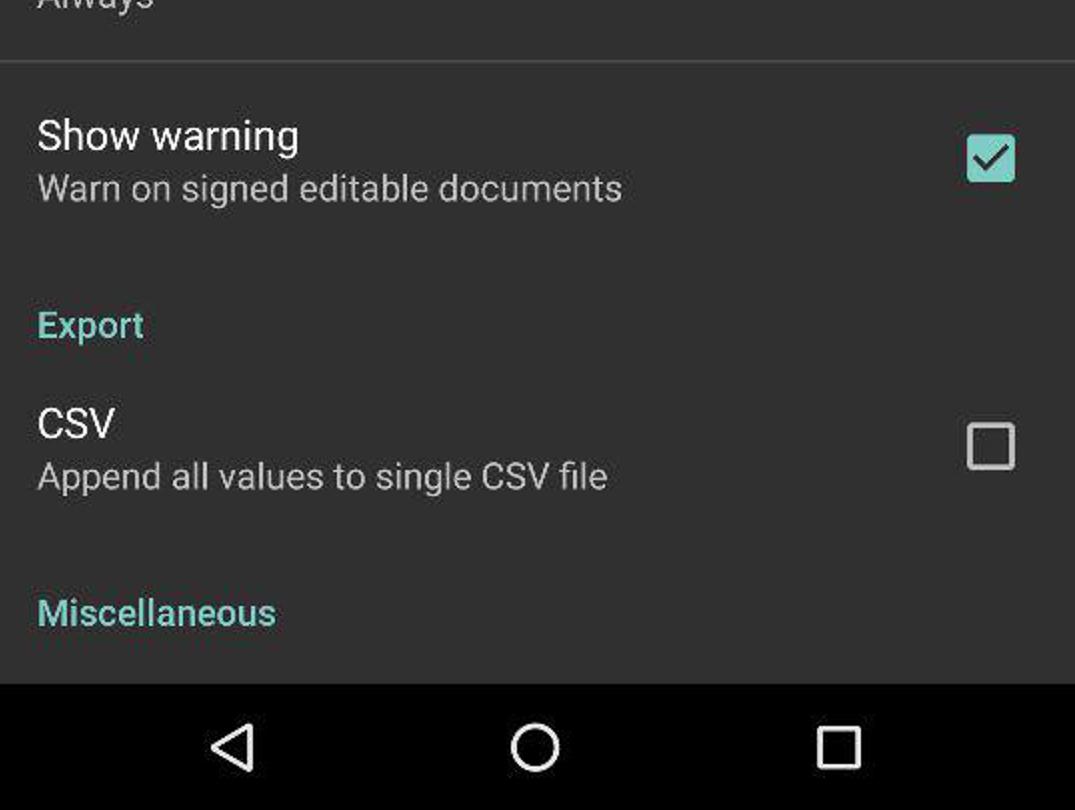 Always
Show warning
Warn on signed editable documents
Export
CSV
Append all values to single CSV file
Miscellaneous